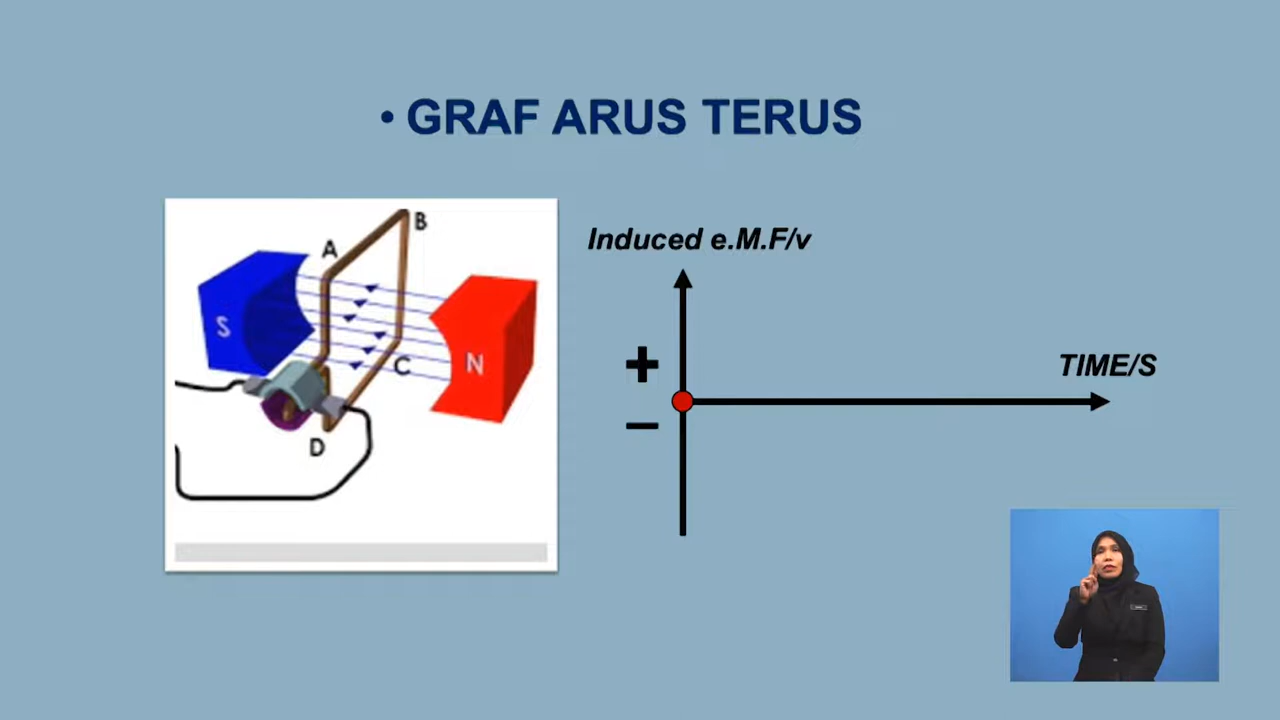 • GRAF ARUS TERUS
B
A
S
N
C
D
Induced e.M.F/v
+
–
TIME/S